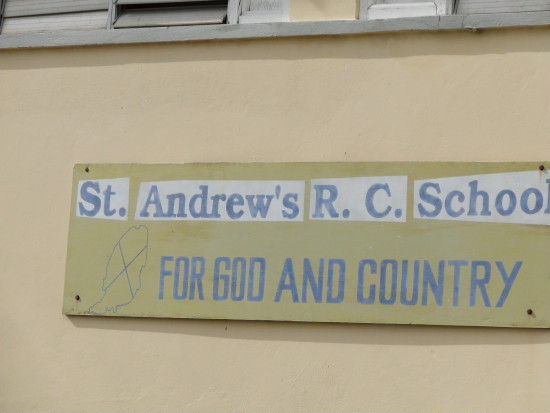 St. Andrew's R. C. School
FOR GOD AND COUNTRY